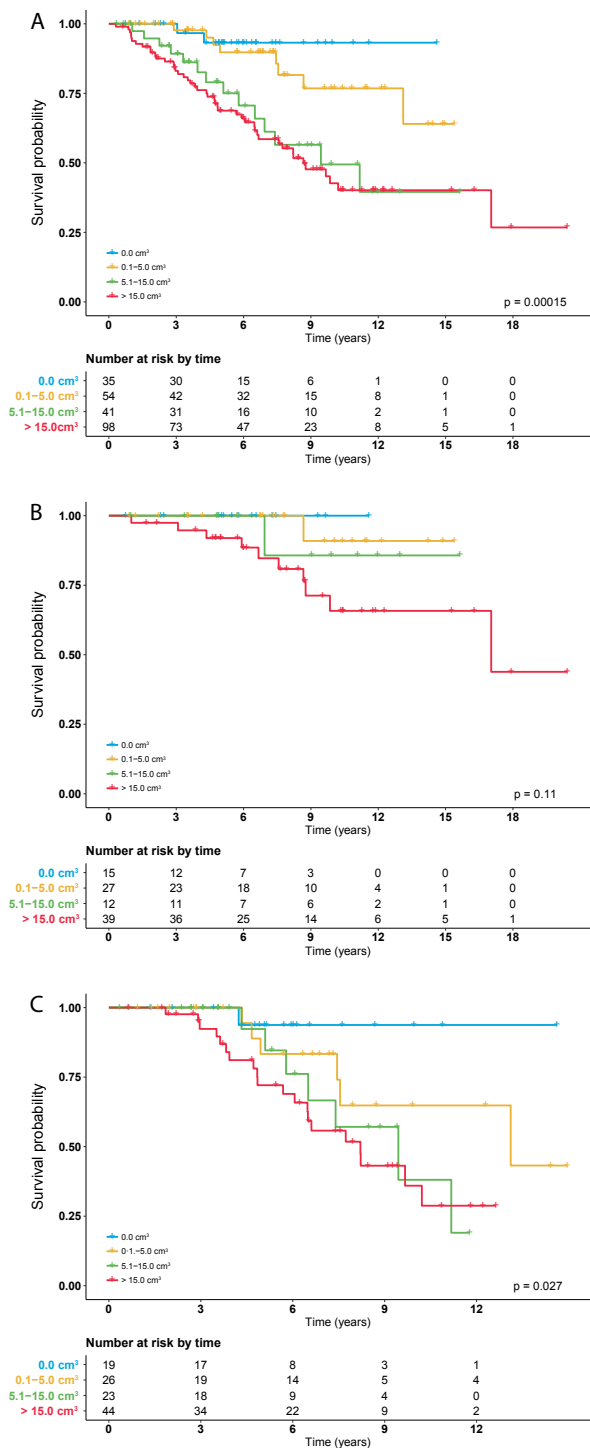 A
Survival probability
1.00
0.75
0.50
0.25
0.00
0.0 cm³
0.1–5.0 cm³
5.1–15.0 cm³
> 15.0 cm³
p = 0.00015
0 3 6 9 12 15 18
Time (years)
Number at risk by time
0.0 cm³ 35 30 15 6 1 0 0
0.1–5.0 cm³ 54 42 32 15 8 1 0
5.1–15.0 cm³ 41 31 16 10 2 1 0
> 15.0cm³ 98 73 47 23 8 5 1
0 3 6 9 12 15 18
Time (years)
B
Survival probability
1.00
0.75
0.50
0.25
0.00
0.0 cm³
0.1–5.0 cm³
5.1–15.0 cm³
> 15.0 cm³
p = 0.11
0 3 6 9 12 15 18
Time (years)
Number at risk by time
0.0 cm³ 15 12 7 3 0 0 0
0.1–5.0 cm³ 27 23 18 10 4 1 0
5.1–15.0 cm³ 12 11 7 6 2 1 0
> 15.0 cm³ 39 36 25 14 6 5 1
0 3 6 9 12 15 18
Time (years)
C
Survival probability
1.00
0.75
0.50
0.25
0.00
0.0 cm³
0·1.–5.0 cm³
5.1–15.0 cm³
> 15.0 cm³
p = 0.027
0 3 6 9 12
Time (years)
Number at risk by time
0.0 cm³ 19 17 8 3 1
0.1–5.0 cm³ 26 19 14 5 4
5.1–15.0 cm³ 23 18 9 4 0
> 15.0 cm³ 44 34 22 9 2
0 3 6 9 12
Time (years)